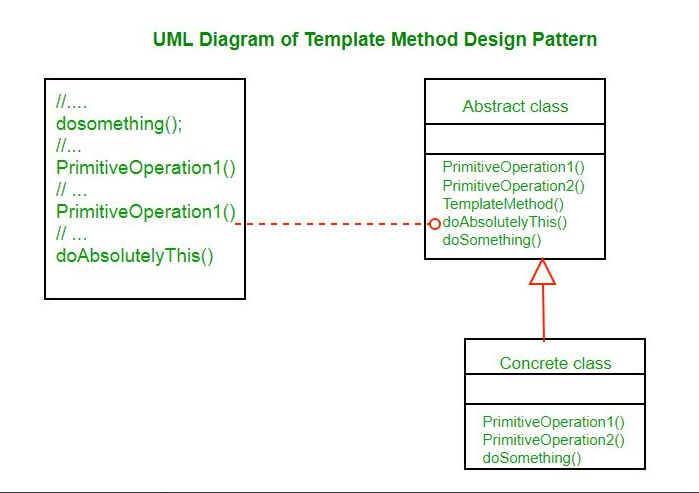 UML Diagram of Template Method Design Pattern
//....
dosomething();
//...
PrimitiveOperation1()
// ...
PrimitiveOperation1()
// ...
doAbsolutelyThis()
Abstract class
PrimitiveOperation1()
PrimitiveOperation2()
TemplateMethod()
doAbsolutelyThis()
doSomething()
Concrete class
PrimitiveOperation1()
PrimitiveOperation2()
doSomething()